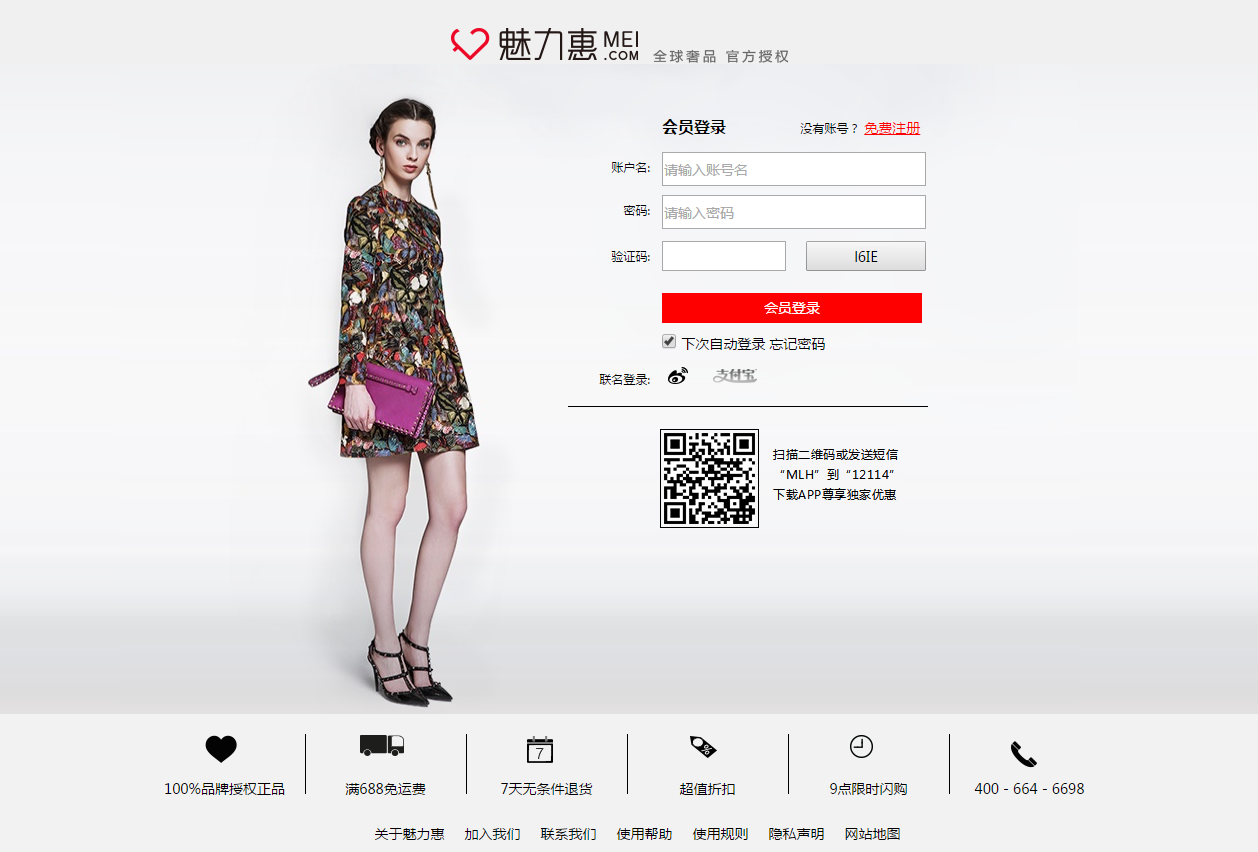 魅力惠 MEI.COM 全球奢品 官方授权
会员登录 没有账号？ 免费注册
账户名: 请输入账号名
密码: 请输入密码
验证码: l6IE
会员登录
下次自动登录 忘记密码
联名登录: 支付宝
扫描二维码或发送短信
“MLH”到“12114”
下载APP尊享独家优惠
7
%
100%品牌授权正品 满688免运费 7天无条件退货 超值折扣 9点限时闪购 400 - 664 - 6698
关于魅力惠 加入我们 联系我们 使用帮助 使用规则 隐私声明 网站地图